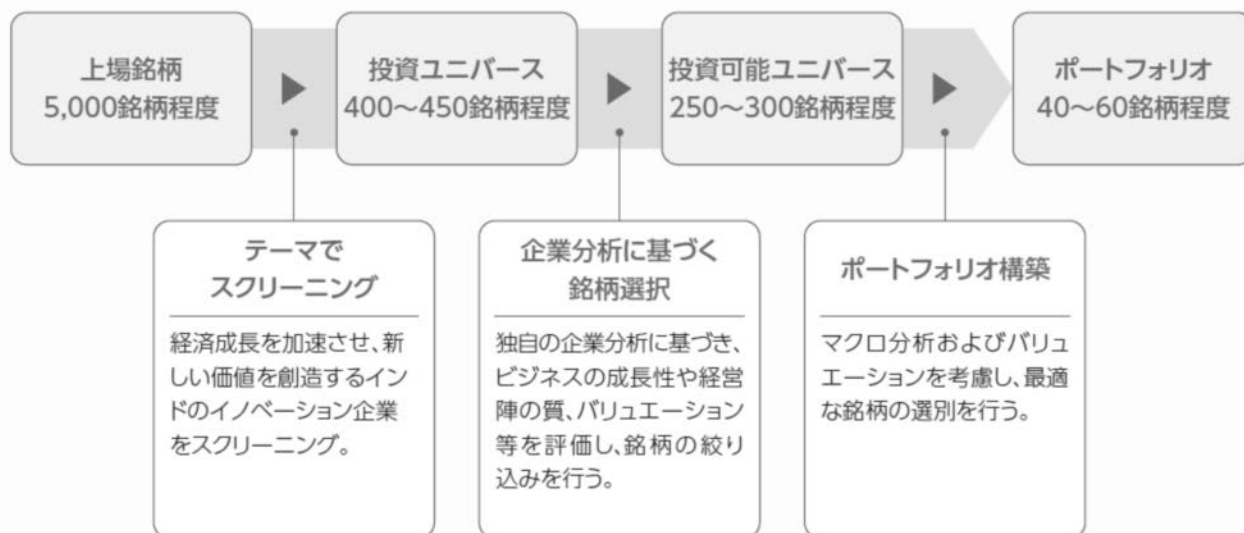 上場銘柄
5,000銘柄程度
投資ユニバース
400～450銘柄程度
投資可能ユニバース
250～300銘柄程度
ポートフォリオ
40～60銘柄程度
テーマで
スクリーニング
経済成長を加速させ、新
しい価値を創造するイン
ドのイノベーション企業
をスクリーニング。
企業分析に基づく
銘柄選択
独自の企業分析に基づき、
ビジネスの成長性や経営
陣の質、バリュエーション
等を評価し、銘柄の絞り
込みを行う。
ポートフォリオ構築
マクロ分析およびバリュ
エーションを考慮し、最適
な銘柄の選別を行う。